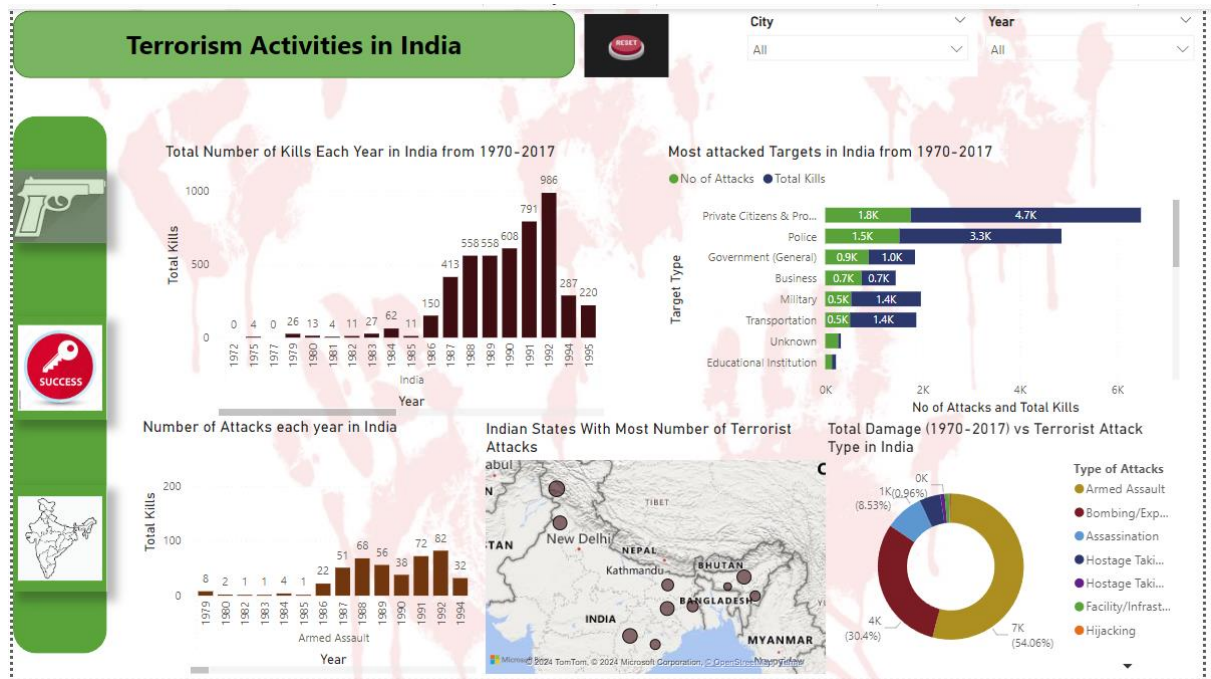 Terrorism Activities in India
RESET
City
Year
All
All
SUCCESS
Total Number of Kills Each Year in India from 1970-2017
Total Kills
1000
500
0
0 4 0 26 13 4 11 27 62 11 150 413 558 558 608 791 986 287 220
1972 1975 1977 1979 1980 1981 1982 1983 1984 1985 1986 1987 1988 1989 1990 1991 1992 1994 1995
India
Year
Most attacked Targets in India from 1970-2017
No of Attacks Total Kills
Target Type
Private Citizens & Pro... 1.8K 4.7K
Police 1.5K 3.3K
Government (General) 0.9K 1.0K
Business 0.7K 0.7K
Military 0.5K 1.4K
Transportation 0.5K 1.4K
Unknown
Educational Institution
0K 2K 4K 6K
No of Attacks and Total Kills
Number of Attacks each year in India
Total Kills
200
100
0
8 2 1 1 4 1 22 51 68 56 38 72 82 32
1979 1980 1982 1983 1984 1985 1986 1987 1988 1989 1990 1991 1992 1994
Armed Assault
Year
Indian States With Most Number of Terrorist
Attacks
abul
C
N
TIBET
TAN
New Delhi
NEPAL
Kathmandu
BHUTAN
BANGLADESH
INDIA
MYANMAR
© 2024 TomTom, © 2024 Microsoft Corporation, © OpenStreetMap
Total Damage (1970-2017) vs Terrorist Attack
Type in India
0K
1K (0.96%)
(8.53%)
4K
(30.4%)
7K
(54.06%)
Type of Attacks
Armed Assault
Bombing/Exp...
Assassination
Hostage Taki...
Hostage Taki...
Facility/Infrast...
Hijacking